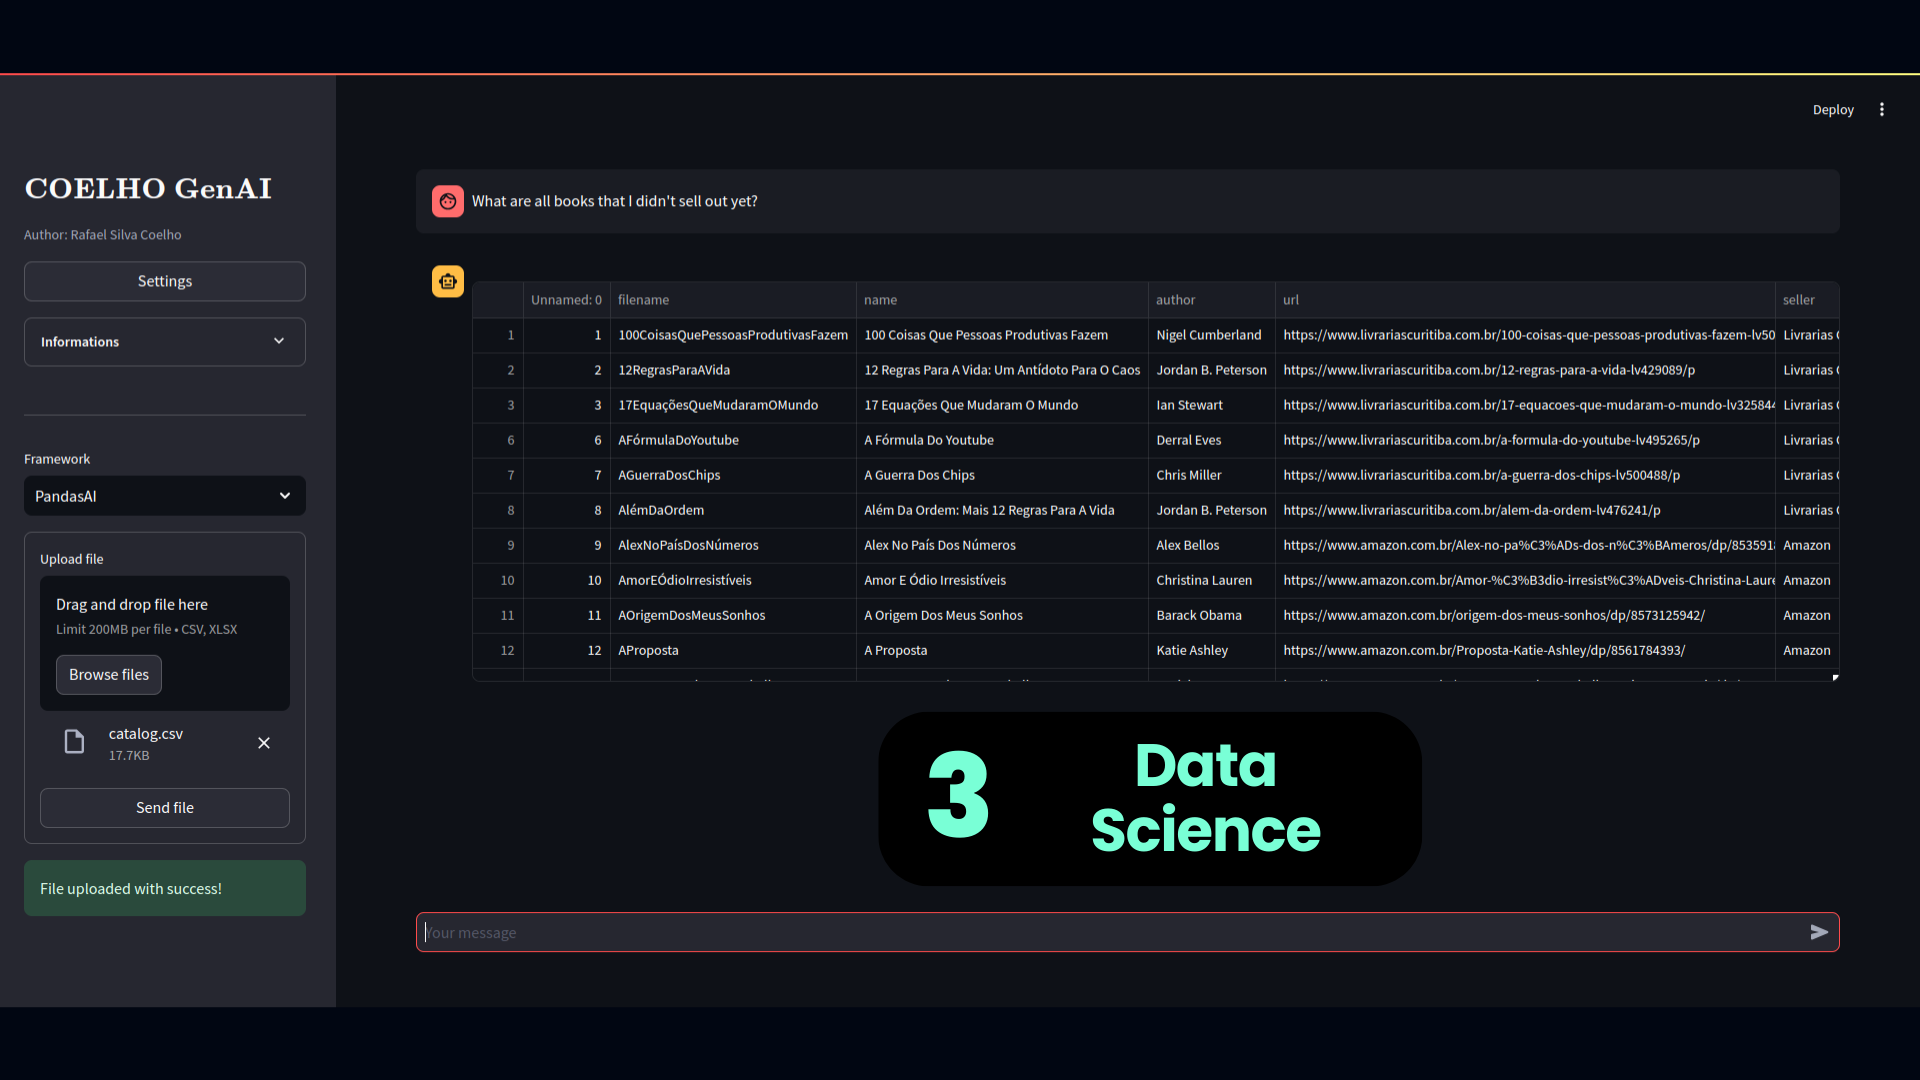 Deploy
COELHO GenAI
Author: Rafael Silva Coelho
Settings
Informations
Framework
PandasAI
Upload file
Drag and drop file here
Limit 200MB per file • CSV, XLSX
Browse files
catalog.csv
17.7KB
Send file
File uploaded with success!
What are all books that I didn't sell out yet?
Unnamed: 0 filename name author url seller
1 1 100CoisasQuePessoasProdutivasFazem 100 Coisas Que Pessoas Produtivas Fazem Nigel Cumberland https://www.livrariascuritiba.com.br/100-coisas-que-pessoas-produtivas-fazem-lv50 Livrarias
2 2 12RegrasParaAVida 12 Regras Para A Vida: Um Antídoto Para O Caos Jordan B. Peterson https://www.livrariascuritiba.com.br/12-regras-para-a-vida-lv429089/p Livrarias
3 3 17EquaçõesQueMudaramOMundo 17 Equações Que Mudaram O Mundo Ian Stewart https://www.livrariascuritiba.com.br/17-equacoes-que-mudaram-o-mundo-lv325844 Livrarias
6 6 AFórmulaDoYoutube A Fórmula Do Youtube Derral Eves https://www.livrariascuritiba.com.br/a-formula-do-youtube-lv495265/p Livrarias
7 7 AGuerraDosChips A Guerra Dos Chips Chris Miller https://www.livrariascuritiba.com.br/a-guerra-dos-chips-lv500488/p Livrarias
8 8 AlémDaOrdem Além Da Ordem: Mais 12 Regras Para A Vida Jordan B. Peterson https://www.livrariascuritiba.com.br/alem-da-ordem-lv476241/p Livrarias
9 9 AlexNoPaísDosNúmeros Alex No País Dos Números Alex Bellos https://www.amazon.com.br/Alex-no-pa%C3%ADs-dos-n%C3%BAmeros/dp/853591 Amazon
10 10 AmorEÓdioIrresistíveis Amor E Ódio Irresistíveis Christina Lauren https://www.amazon.com.br/Amor-%C3%B3dio-irresist%C3%ADveis-Christina-Laure Amazon
11 11 AOrigemDosMeusSonhos A Origem Dos Meus Sonhos Barack Obama https://www.amazon.com.br/origem-dos-meus-sonhos/dp/8573125942/ Amazon
12 12 AProposta A Proposta Katie Ashley https://www.amazon.com.br/Proposta-Katie-Ashley/dp/8561784393/ Amazon
3
Data
Science
Your message